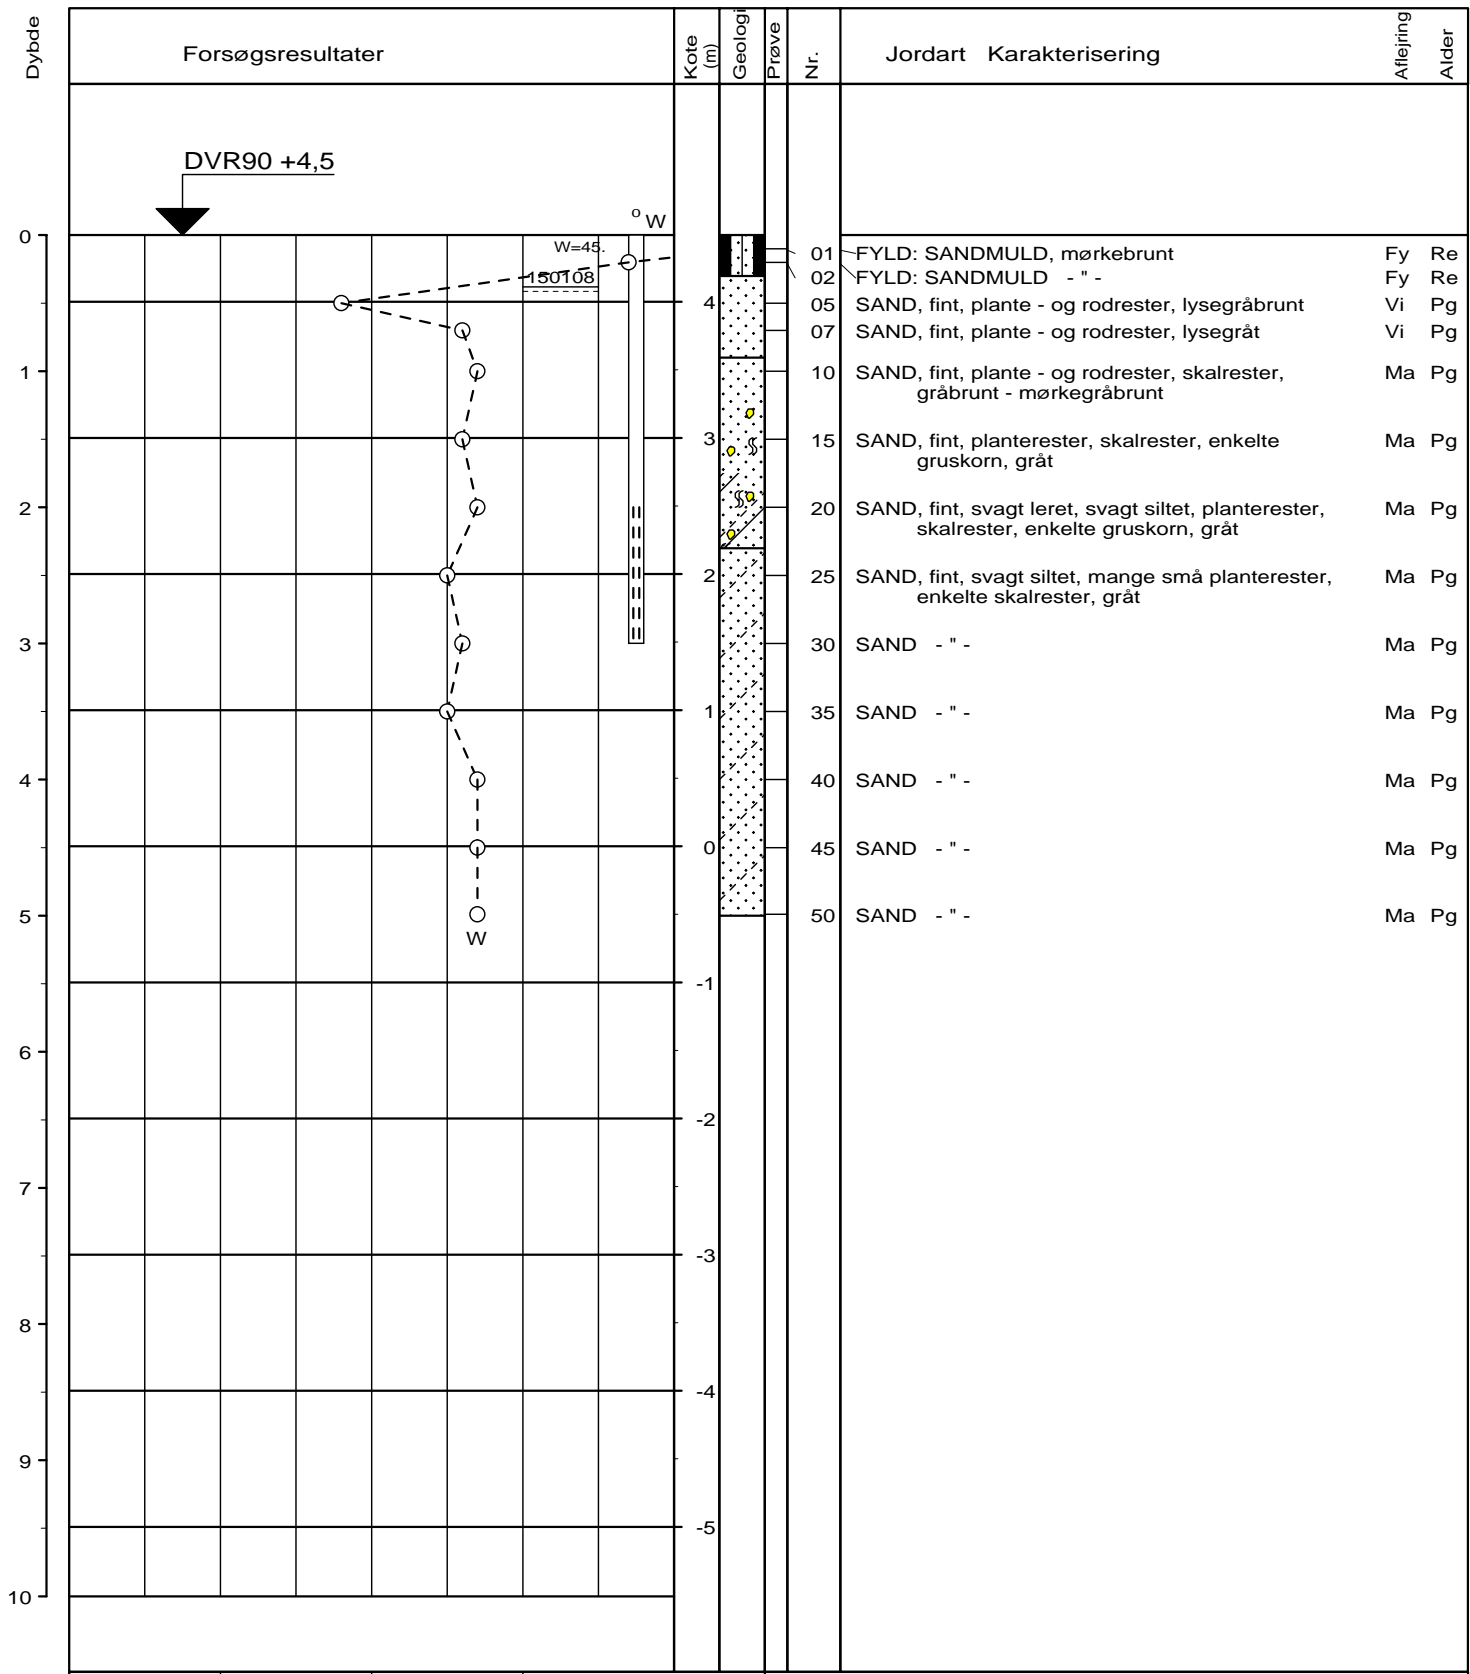 Dybde
Forsøgsresultater
Kote (m)
Geologi
Prøve
Nr.
Jordart Karakterisering
Aflejring
Alder
DVR90 +4,5
o W
W=45.
150108
0
1
2
3
4
5
6
7
8
9
10
W
4
3
2
1
0
-1
-2
-3
-4
-5
01 FYLD: SANDMULD, mørkebrunt Fy Re
02 FYLD: SANDMULD - " - Fy Re
05 SAND, fint, plante - og rodrester, lysegråbrunt Vi Pg
07 SAND, fint, plante - og rodrester, lysegråt Vi Pg
10 SAND, fint, plante - og rodrester, skalrester, Ma Pg
gråbrunt - mørkegråbrunt
15 SAND, fint, planterester, skalrester, enkelte Ma Pg
gruskorn, gråt
20 SAND, fint, svagt leret, svagt siltet, planterester, Ma Pg
skalrester, enkelte gruskorn, gråt
25 SAND, fint, svagt siltet, mange små planterester, Ma Pg
enkelte skalrester, gråt
30 SAND - " - Ma Pg
35 SAND - " - Ma Pg
40 SAND - " - Ma Pg
45 SAND - " - Ma Pg
50 SAND - " - Ma Pg